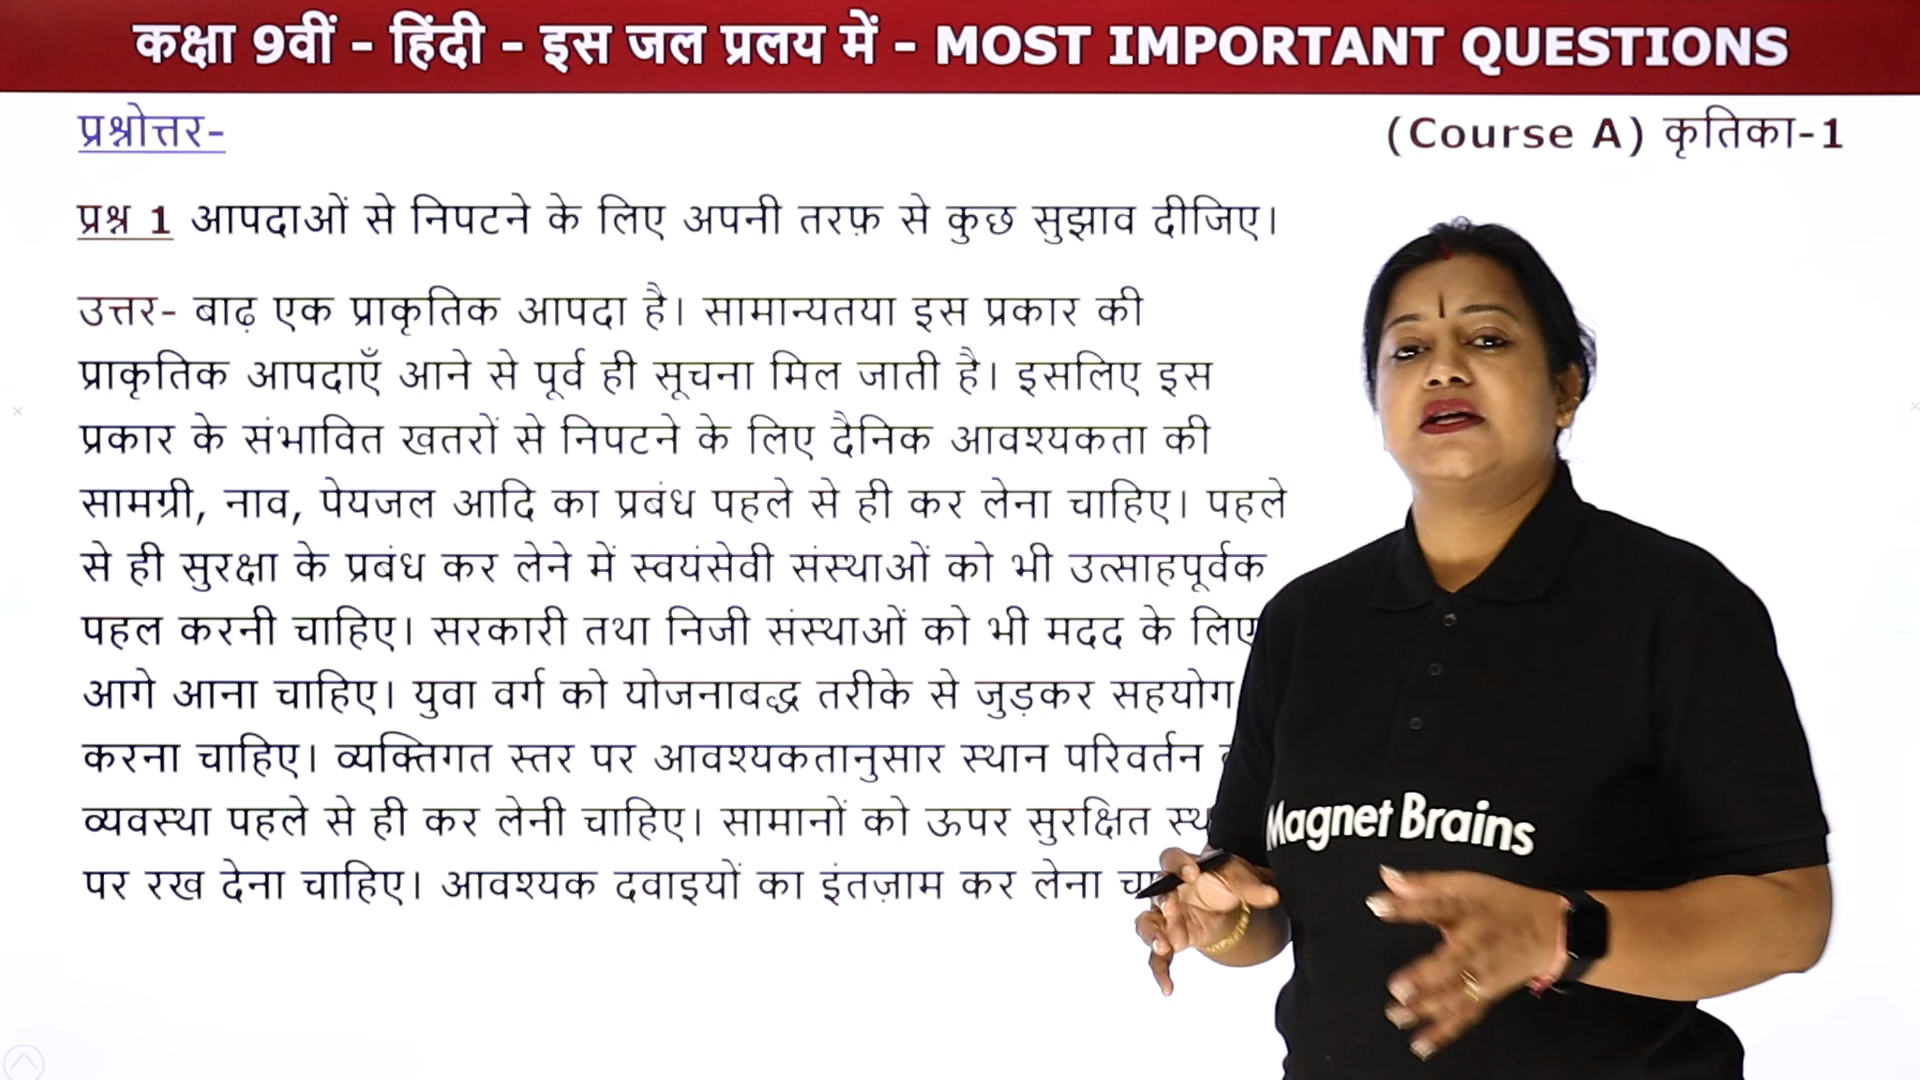 कक्षा 9वीं - हिंदी - इस जल प्रलय में - MOST IMPORTANT QUESTIONS
प्रश्नोत्तर-
(Course A) कृतिका-1
प्रश्न 1 आपदाओं से निपटने के लिए अपनी तरफ़ से कुछ सुझाव दीजिए।
उत्तर- बाढ़ एक प्राकृतिक आपदा है। सामान्यतया इस प्रकार की
प्राकृतिक आपदाएँ आने से पूर्व ही सूचना मिल जाती है। इसलिए इस
प्रकार के संभावित खतरों से निपटने के लिए दैनिक आवश्यकता की
सामग्री, नाव, पेयजल आदि का प्रबंध पहले से ही कर लेना चाहिए। पहले
से ही सुरक्षा के प्रबंध कर लेने में स्वयंसेवी संस्थाओं को भी उत्साहपूर्वक
पहल करनी चाहिए। सरकारी तथा निजी संस्थाओं को भी मदद के लिए
आगे आना चाहिए। युवा वर्ग को योजनाबद्ध तरीके से जुड़कर सहयोग
करना चाहिए। व्यक्तिगत स्तर पर आवश्यकतानुसार स्थान परिवर्तन
व्यवस्था पहले से ही कर लेनी चाहिए। सामानों को ऊपर सुरक्षित
पर रख देना चाहिए। आवश्यक दवाइयों का इंतज़ाम कर लेना
Magnet Brains